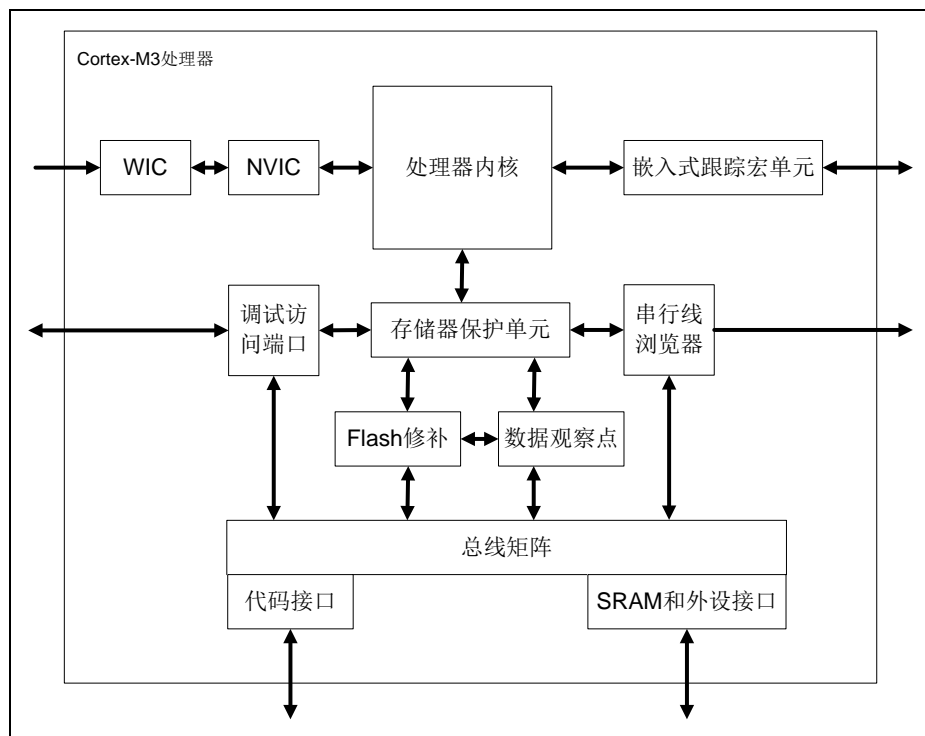 Cortex-M3处理器
WIC
NVIC
处理器内核
嵌入式跟踪宏单元
调试访
问端口
存储器保护单元
串行线
浏览器
Flash修补
数据观察点
总线矩阵
代码接口
SRAM和外设接口